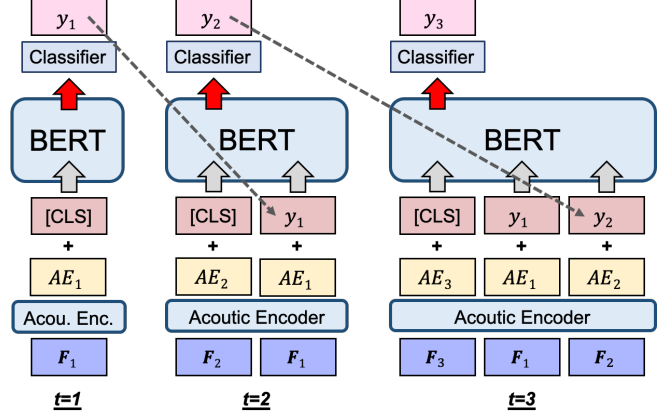 y₁ y₂ y₃
Classifier Classifier Classifier
BERT BERT BERT
[CLS] [CLS] y₁ [CLS] y₁ y₂
+ + + + + +
AE₁ AE₂ AE₁ AE₃ AE₁ AE₂
Acou. Enc. Acoutic Encoder Acoutic Encoder
F₁ F₂ F₁ F₃ F₁ F₂
t=1 t=2 t=3